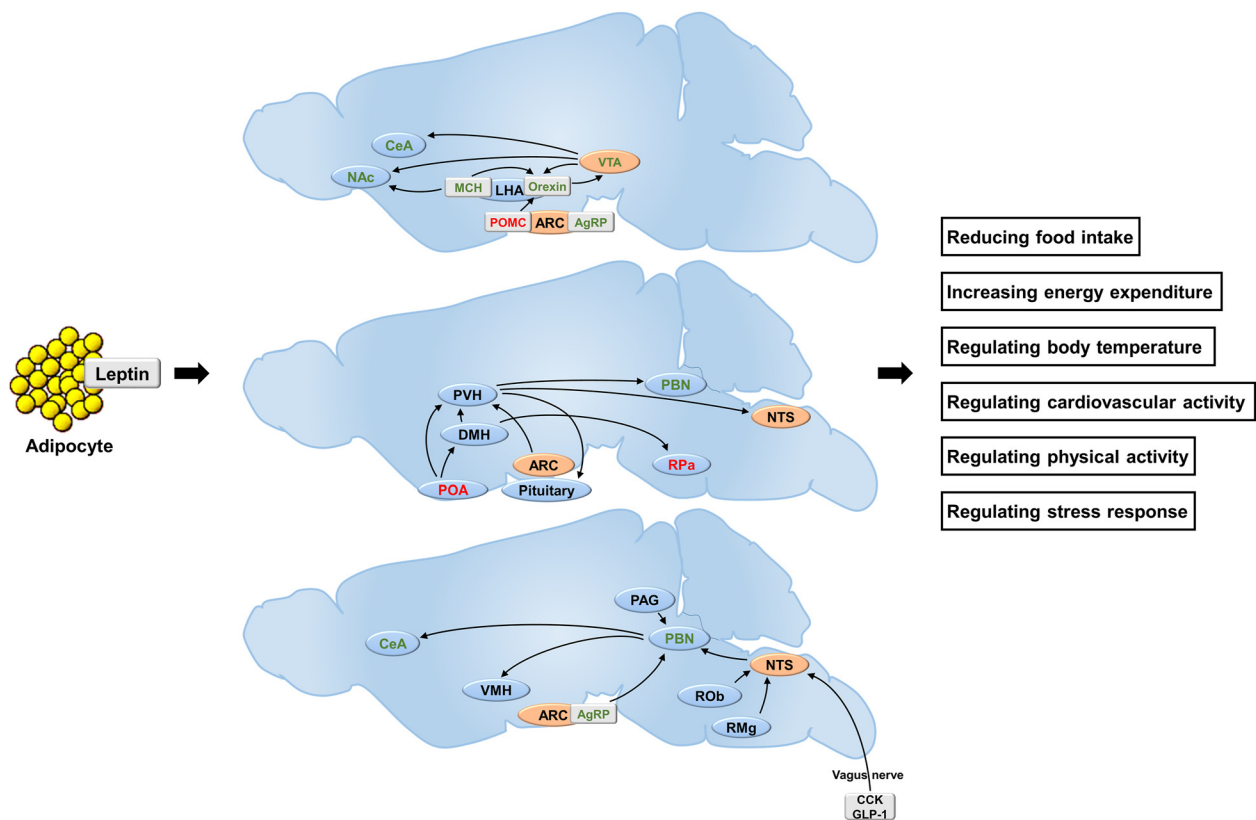 Leptin
Adipocyte
CeA
NAc
VTA
MCH
LHA
Orexin
POMC
ARC
AgRP
PVH
DMH
POA
ARC
Pituitary
PBN
NTS
RPa
PAG
CeA
PBN
VMH
ARC
AgRP
NTS
ROb
RMg
Vagus nerve
CCK
GLP-1
Reducing food intake
Increasing energy expenditure
Regulating body temperature
Regulating cardiovascular activity
Regulating physical activity
Regulating stress response